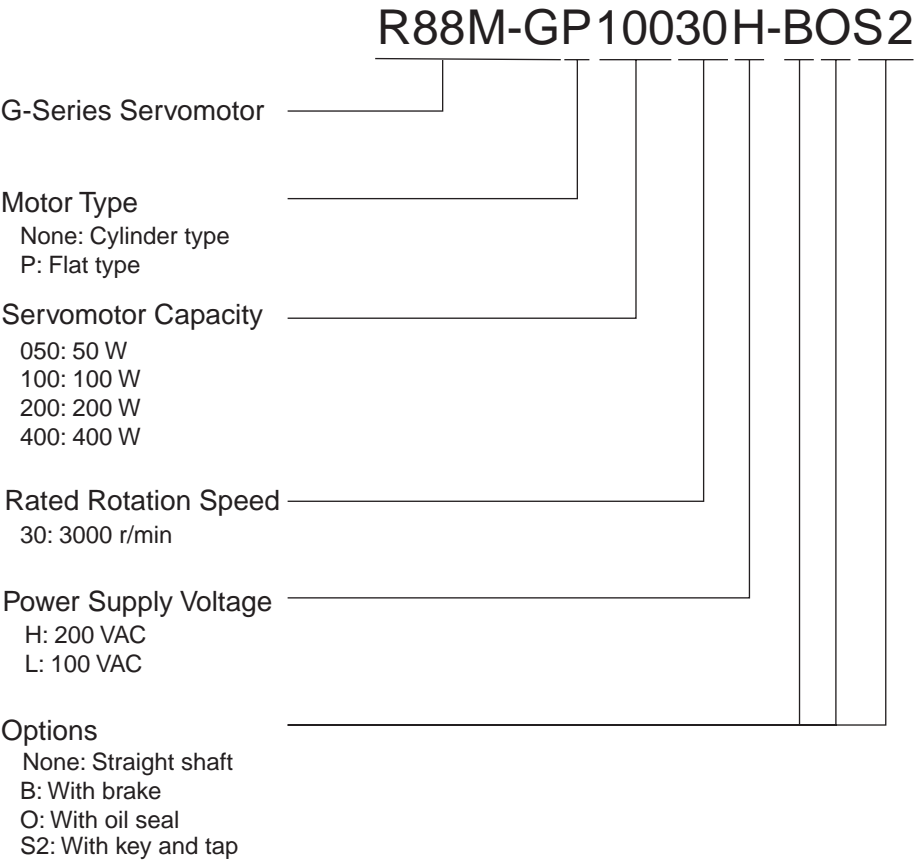 R88M-GP10030H-BOS2
G-Series Servomotor
Motor Type
None: Cylinder type
P: Flat type
Servomotor Capacity
050: 50 W
100: 100 W
200: 200 W
400: 400 W
Rated Rotation Speed
30: 3000 r/min
Power Supply Voltage
H: 200 VAC
L: 100 VAC
Options
None: Straight shaft
B: With brake
O: With oil seal
S2: With key and tap